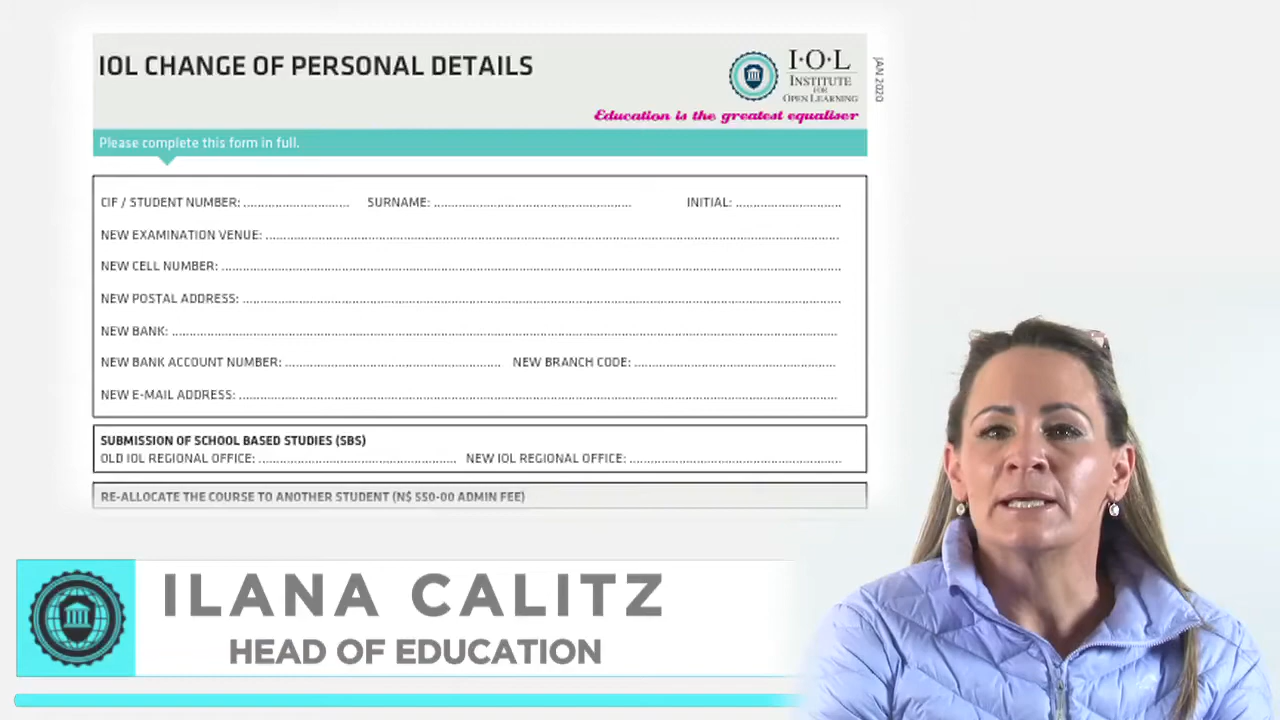 IOL CHANGE OF PERSONAL DETAILS
I·O·L
INSTITUTE
FOR
OPEN LEARNING
JAN 2020
Education is the greatest equaliser
Please complete this form in full.
CIF / STUDENT NUMBER: ............................ SURNAME: .................................................... INITIAL: ............................
NEW EXAMINATION VENUE: ....................................................................................................
NEW CELL NUMBER: ....................................................................................................
NEW POSTAL ADDRESS: ....................................................................................................
NEW BANK: ....................................................................................................
NEW BANK ACCOUNT NUMBER: ........................................................ NEW BRANCH CODE: .....................................................
NEW E-MAIL ADDRESS: ....................................................................................................
SUBMISSION OF SCHOOL BASED STUDIES (SBS)
OLD IOL REGIONAL OFFICE: .................................................... NEW IOL REGIONAL OFFICE: ........................................................
RE-ALLOCATE THE COURSE TO ANOTHER STUDENT (N$ 550-00 ADMIN FEE)
ILANA CALITZ
HEAD OF EDUCATION